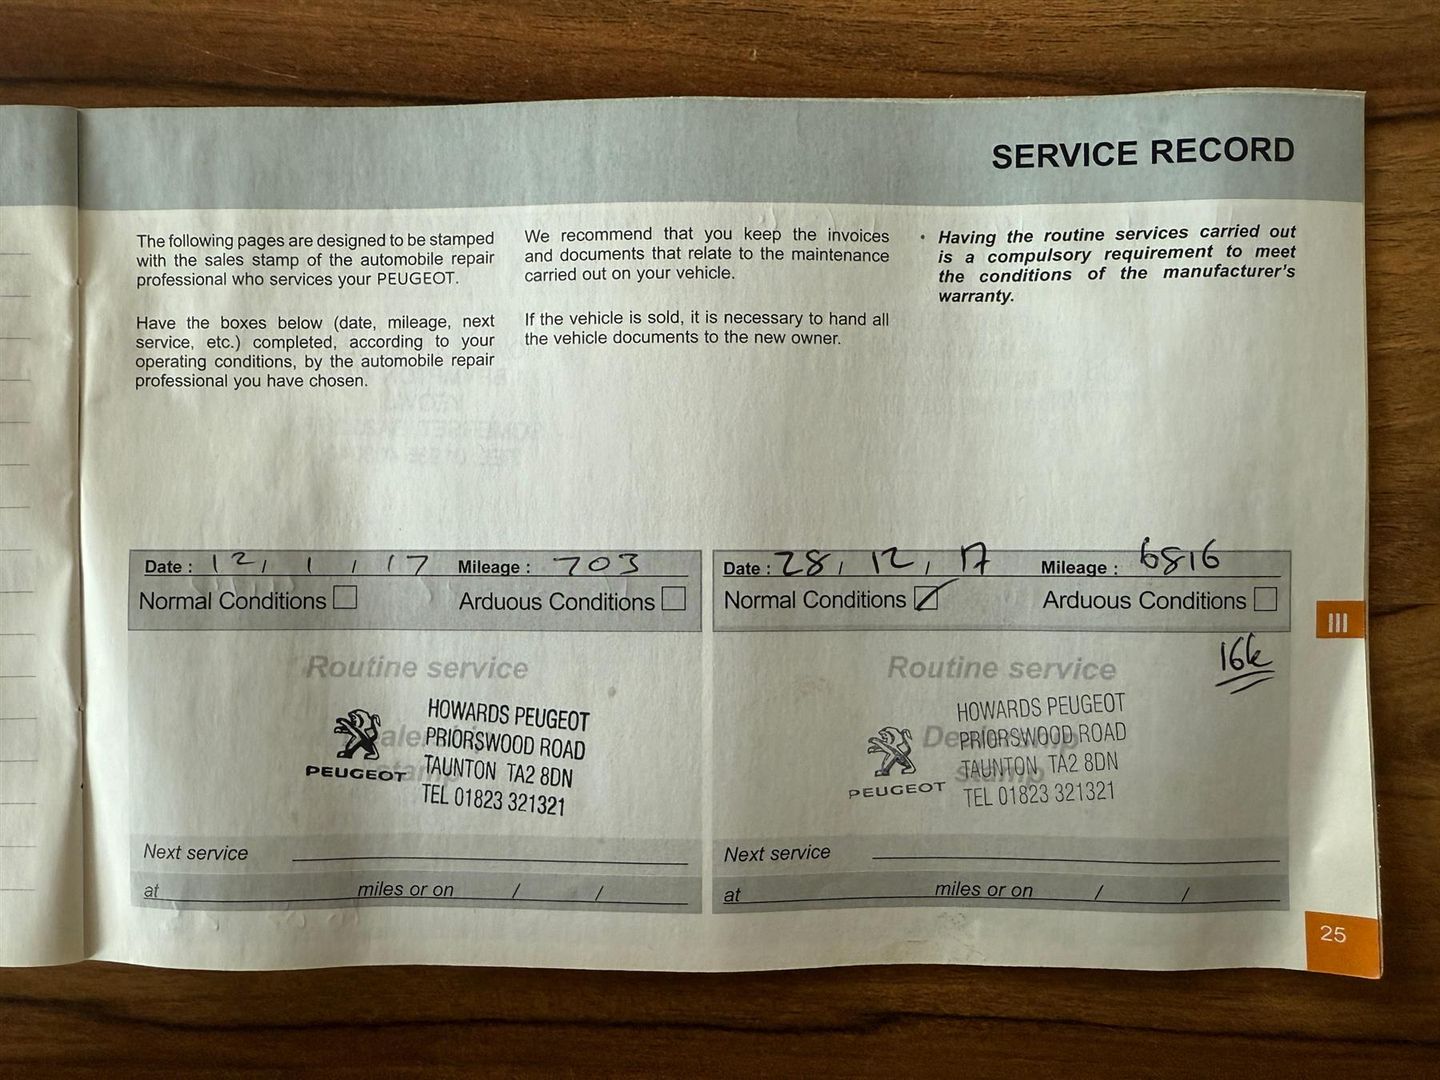 SERVICE RECORD
The following pages are designed to be stamped
with the sales stamp of the automobile repair
professional who services your PEUGEOT.
Have the boxes below (date, mileage, next
service, etc.) completed, according to your
operating conditions, by the automobile repair
professional you have chosen.
We recommend that you keep the invoices
and documents that relate to the maintenance
carried out on your vehicle.
If the vehicle is sold, it is necessary to hand all
the vehicle documents to the new owner.
• Having the routine services carried out
is a compulsory requirement to meet
the conditions of the manufacturer's
warranty.
Date : 12, 1, 17 Mileage : 703
Normal Conditions Arduous Conditions
Routine service
HOWARDS PEUGEOT
PRIORSWOOD ROAD
TAUNTON TA2 8DN
TEL 01823 321321
PEUGEOT
Next service
at miles or on / /
Date : 28, 12, 17 Mileage : 6816
Normal Conditions Arduous Conditions
16k
Routine service
Dealership
stamp
HOWARDS PEUGEOT
PRIORSWOOD ROAD
TAUNTON TA2 8DN
TEL 01823 321321
PEUGEOT
Next service
at miles or on / /
III
25